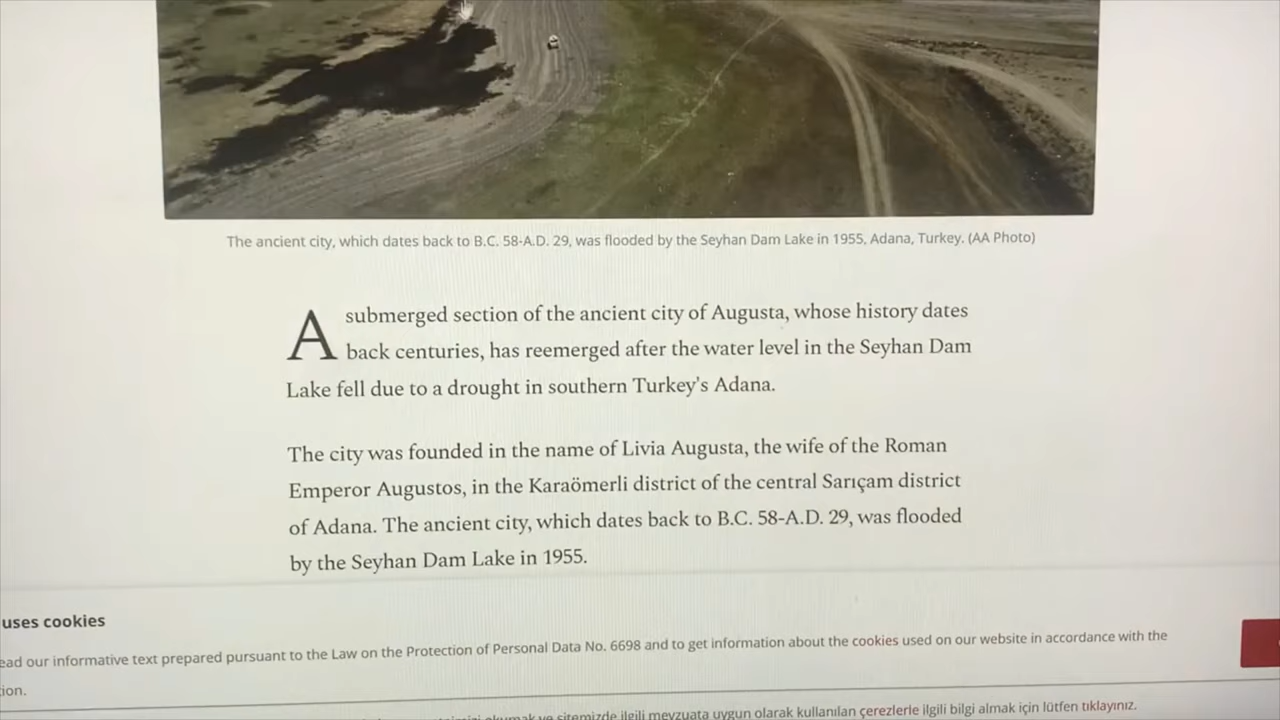 The ancient city, which dates back to B.C. 58-A.D. 29, was flooded by the Seyhan Dam Lake in 1955, Adana, Turkey. (AA Photo)
A submerged section of the ancient city of Augusta, whose history dates
back centuries, has reemerged after the water level in the Seyhan Dam
Lake fell due to a drought in southern Turkey's Adana.
The city was founded in the name of Livia Augusta, the wife of the Roman
Emperor Augustos, in the Karaömerli district of the central Sarıçam district
of Adana. The ancient city, which dates back to B.C. 58-A.D. 29, was flooded
by the Seyhan Dam Lake in 1955.
uses cookies
ead our informative text prepared pursuant to the Law on the Protection of Personal Data No. 6698 and to get information about the cookies used on our website in accordance with the
ion.
okumak ve sitemizde ilgili mevzuata uygun olarak kullanılan çerezlerle ilgili bilgi almak için lütfen tıklayınız.